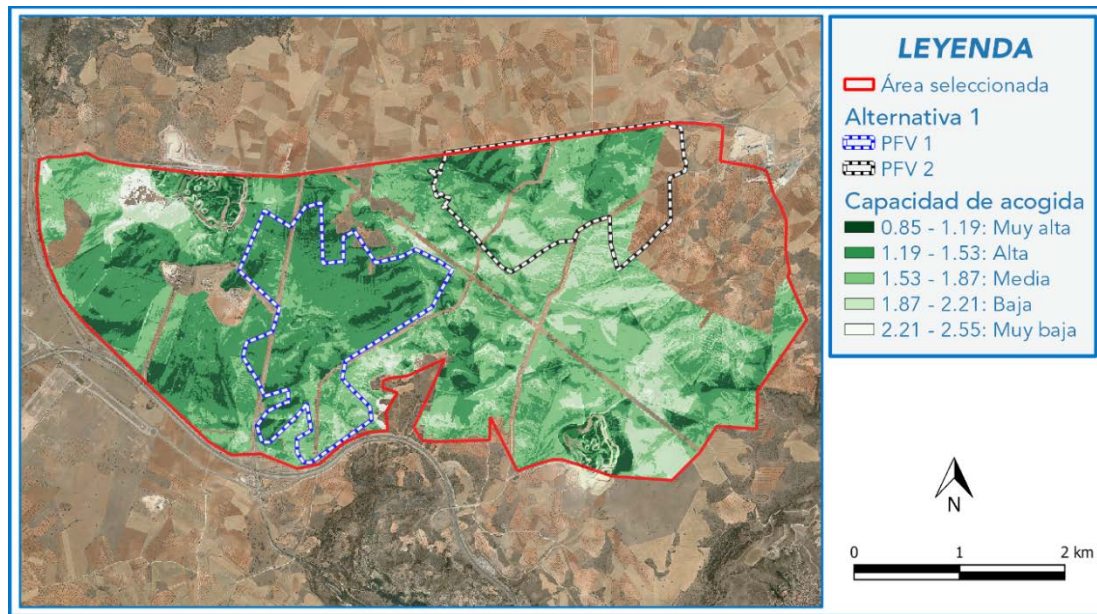 LEYENDA
Área seleccionada
Alternativa 1
PFV 1
PFV 2
Capacidad de acogida
0.85 - 1.19: Muy alta
1.19 - 1.53: Alta
1.53 - 1.87: Media
1.87 - 2.21: Baja
2.21 - 2.55: Muy baja
N
0 1 2 km